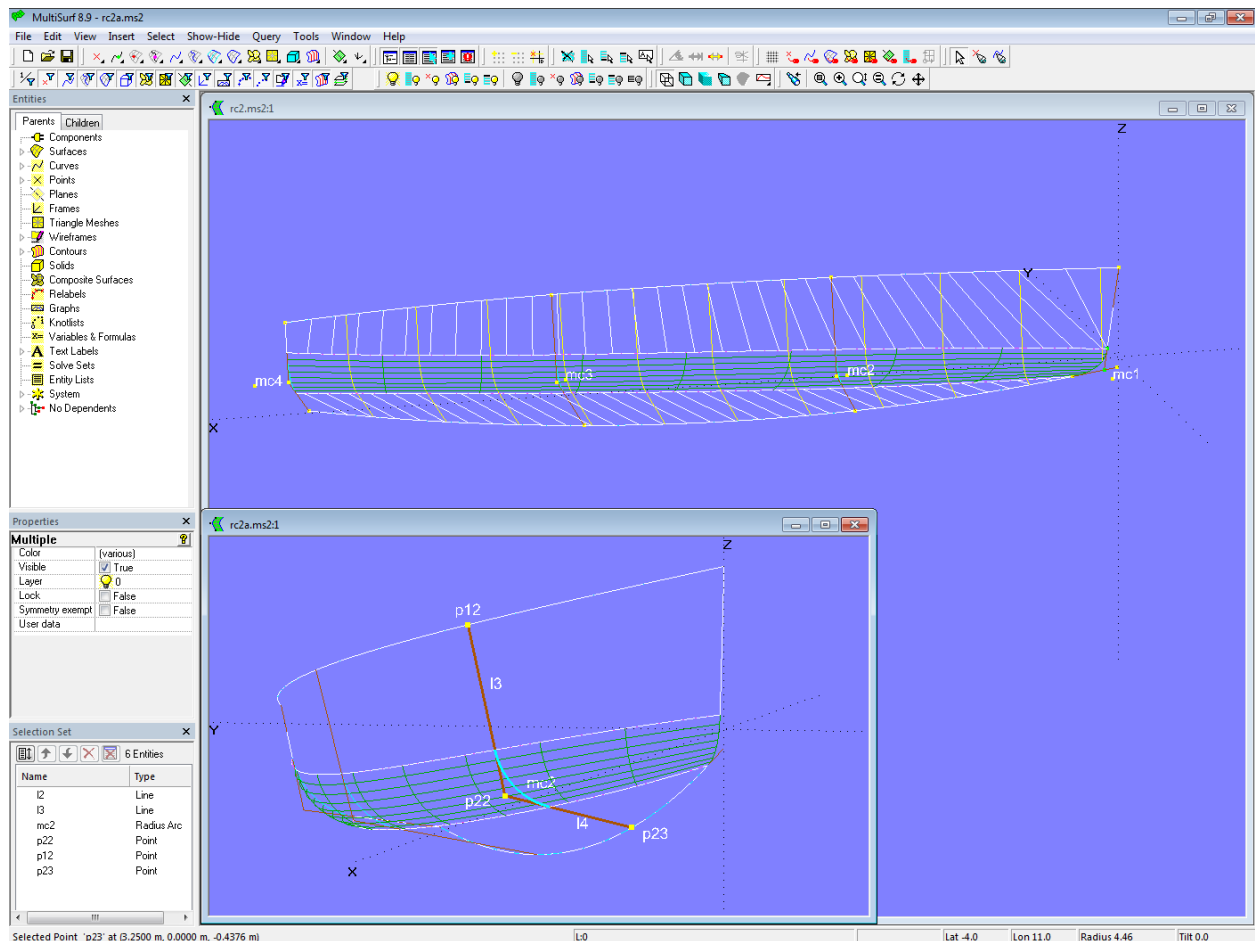 MultiSurf 8.9 - rc2a.ms2
File Edit View Insert Select Show-Hide Query Tools Window Help
Entities
Parents Children
Components
Surfaces
Curves
Points
Planes
Frames
Triangle Meshes
Wireframes
Contours
Solids
Composite Surfaces
Relabels
Graphs
Knotlists
Variables & Formulas
Text Labels
Solve Sets
Entity Lists
System
No Dependents
Properties
Multiple
Color (various)
Visible True
Layer 0
Lock False
Symmetry exempt False
User data
Selection Set
6 Entities
Name Type
l2 Line
l3 Line
mc2 Radius Arc
p22 Point
p12 Point
p23 Point
rc2.ms2:1
Z
Y
mc4
mc3
mc2
mc1
X
rc2a.ms2:1
Z
p12
l3
Y
mc2
p22
l4
p23
X
Selected Point 'p23' at (3.2500 m, 0.0000 m, -0.4376 m) L:0 Lat -4.0 Lon 11.0 Radius 4.46 Tilt 0.0